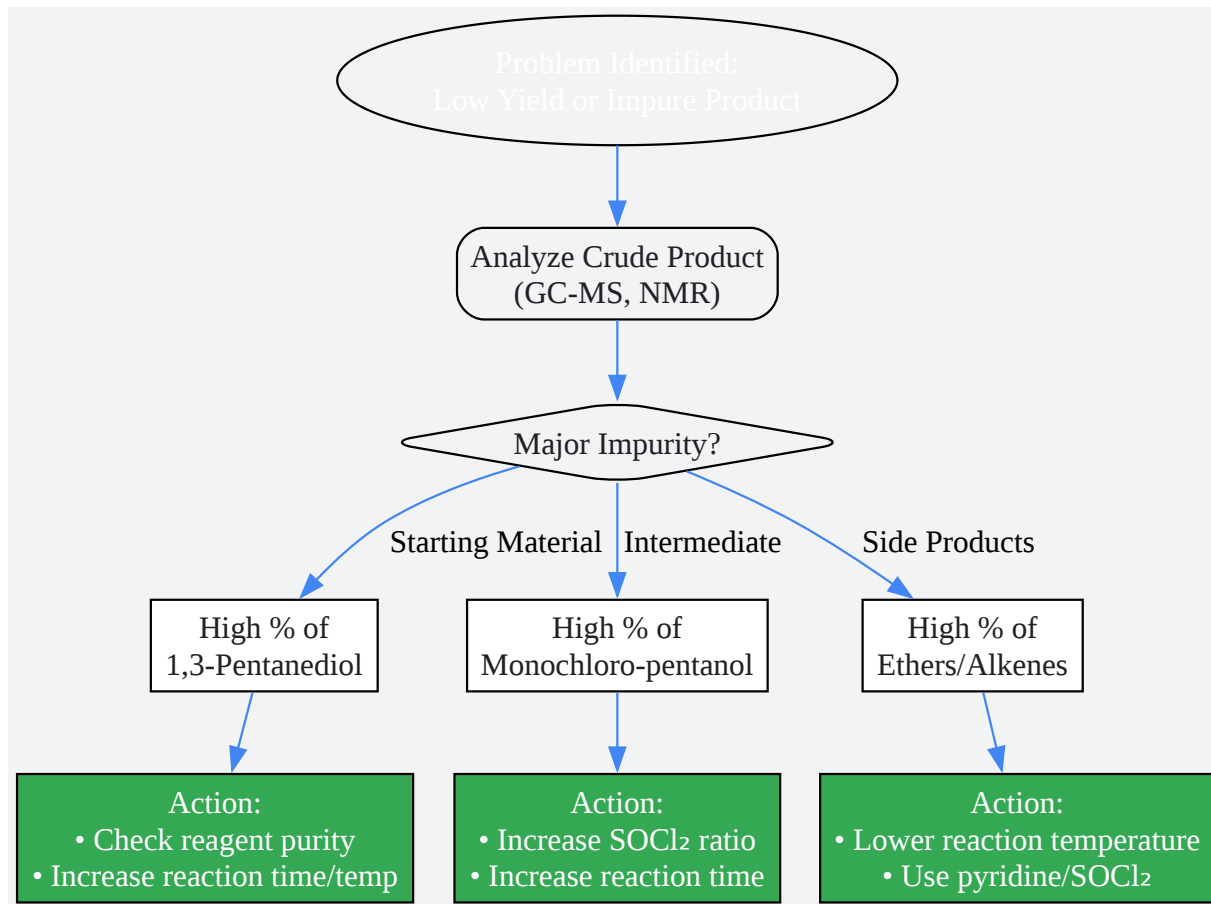 Problem Identified:
Low Yield or Impure Product
Analyze Crude Product
(GC-MS, NMR)
Major Impurity?
Starting Material
Intermediate
Side Products
High % of
1,3-Pentanediol
High % of
Monochloro-pentanol
High % of
Ethers/Alkenes
Action:
• Check reagent purity
• Increase reaction time/temp
Action:
• Increase SOCl₂ ratio
• Increase reaction time
Action:
• Lower reaction temperature
• Use pyridine/SOCl₂